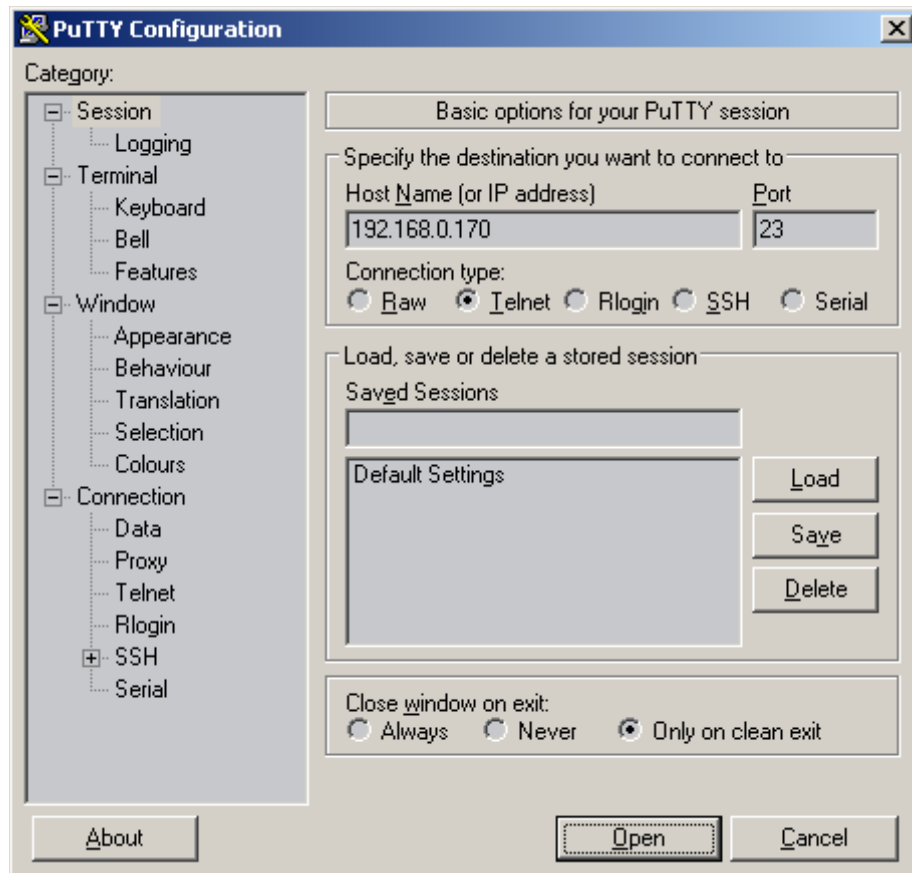 PuTTY Configuration
Category:
Session
Logging
Terminal
Keyboard
Bell
Features
Window
Appearance
Behaviour
Translation
Selection
Colours
Connection
Data
Proxy
Telnet
Rlogin
SSH
Serial
Basic options for your PuTTY session
Specify the destination you want to connect to
Host Name (or IP address) Port
192.168.0.170 23
Connection type:
Raw Telnet Rlogin SSH Serial
Load, save or delete a stored session
Saved Sessions
Default Settings
Load
Save
Delete
Close window on exit:
Always Never Only on clean exit
About Open Cancel